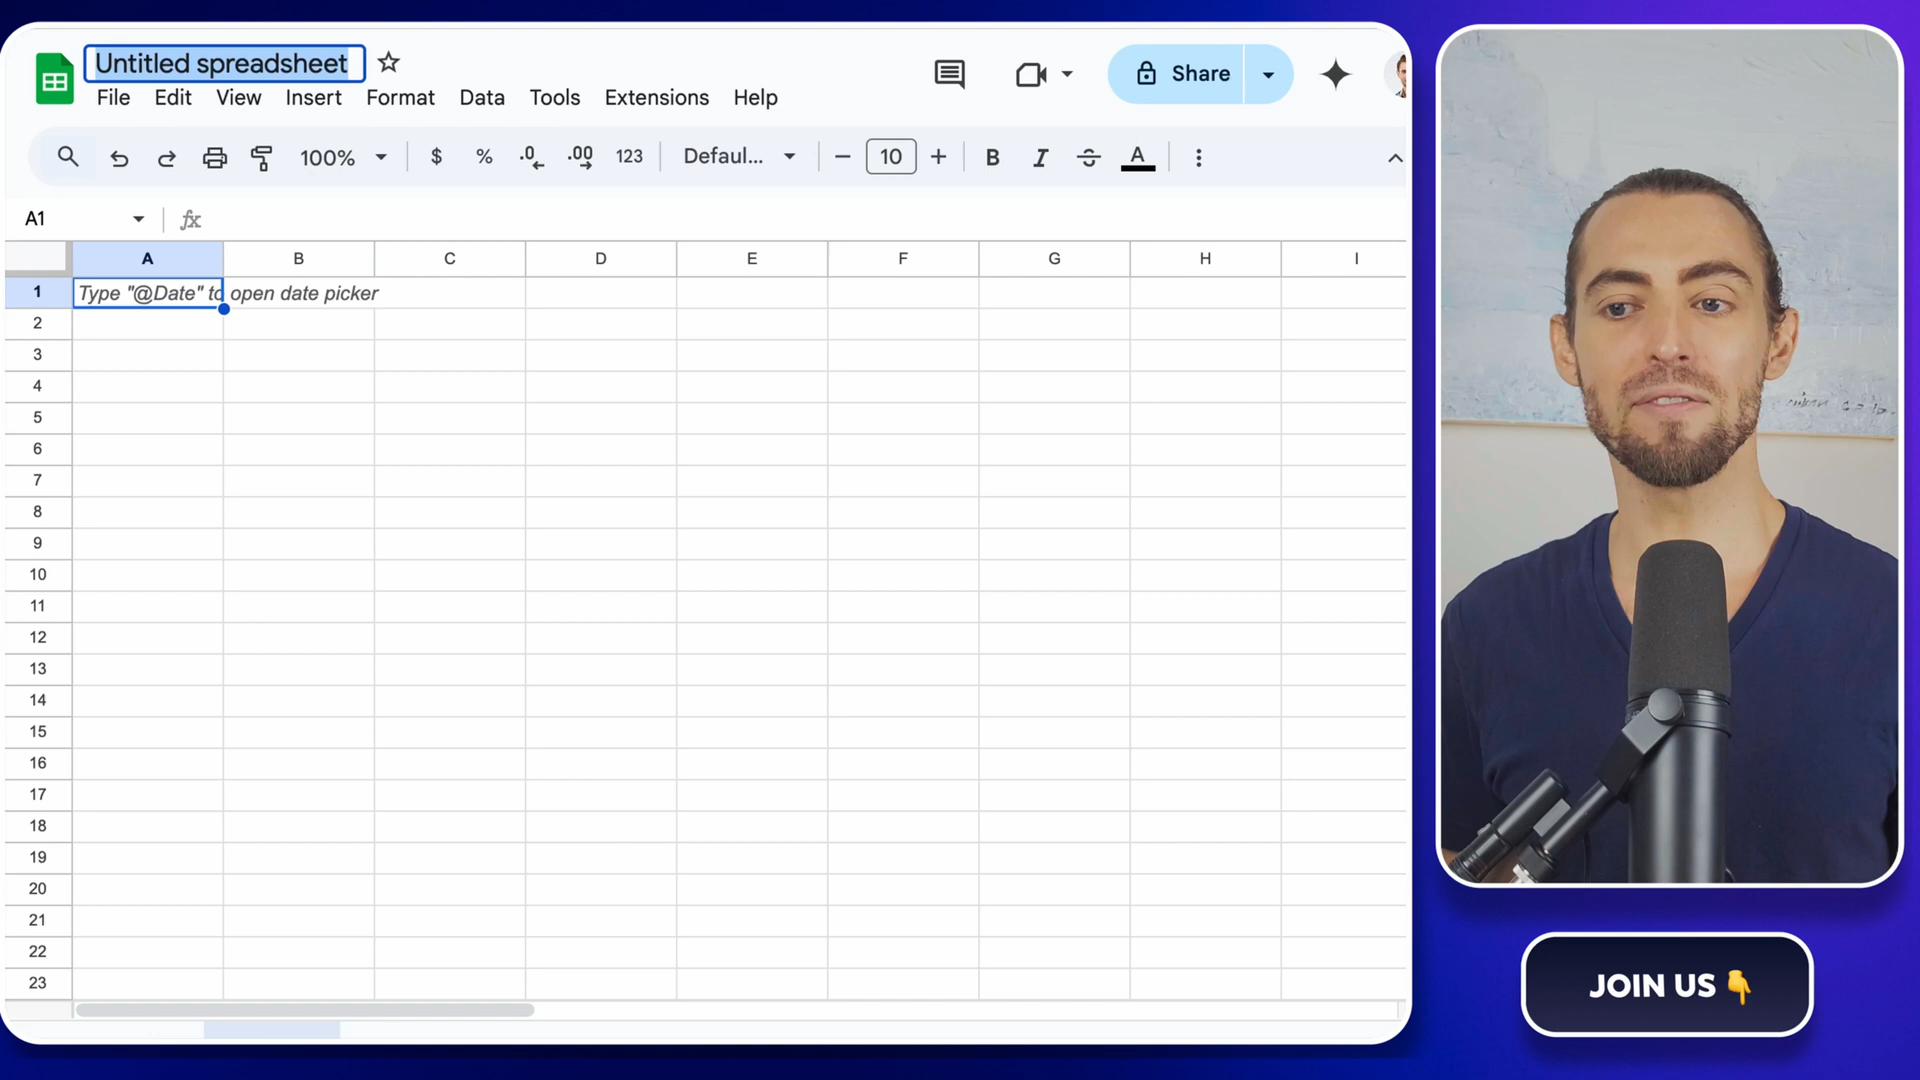 Untitled spreadsheet
File Edit View Insert Format Data Tools Extensions Help
Share
100% $ % .0 .00 123 Defaul... 10 B I A
A1 fx
A B C D E F G H I
1 Type "@Date" to open date picker
2
3
4
5
6
7
8
9
10
11
12
13
14
15
16
17
18
19
20
21
22
23
JOIN US 👇